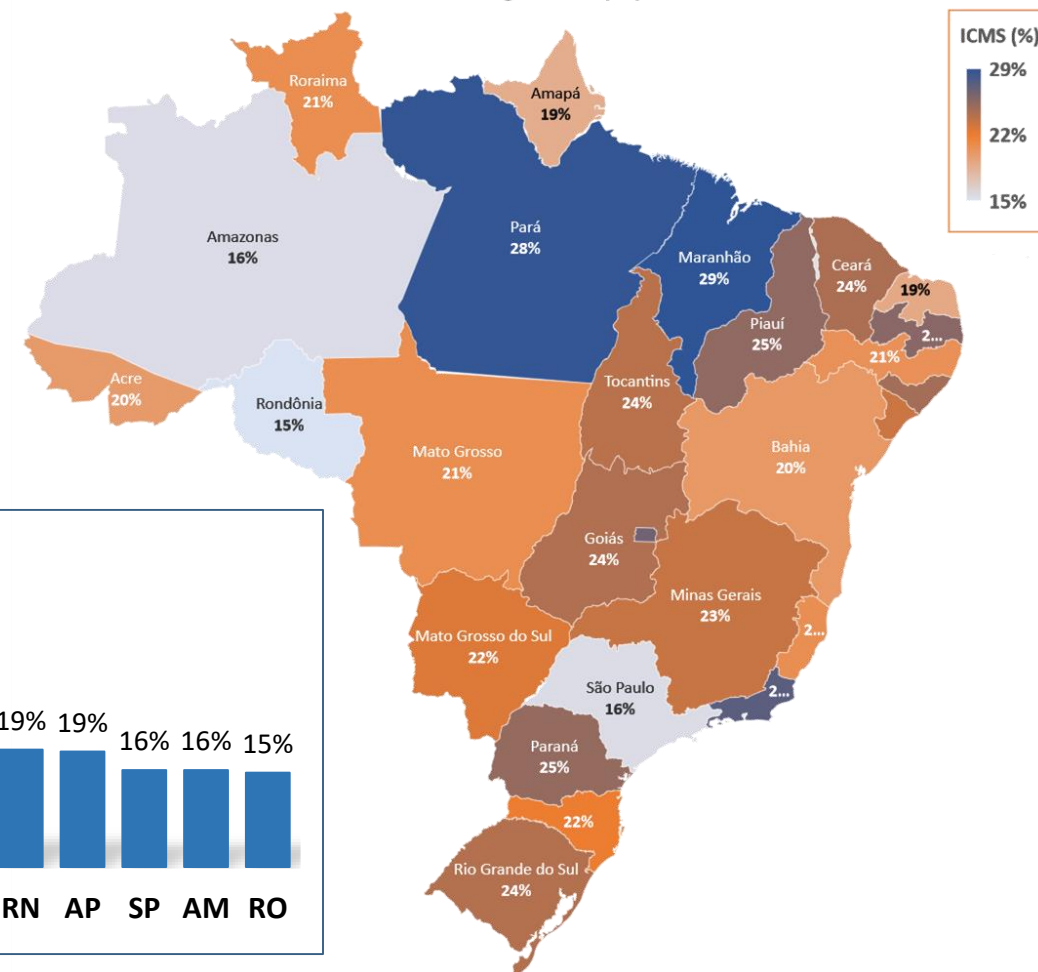 ICMS (%)
29%
22%
15%
Roraima
21%
Amapá
19%
Amazonas
16%
Pará
28%
Maranhão
29%
Ceará
24%
19%
Piauí
25%
2...
21%
Acre
20%
Rondônia
15%
Tocantins
24%
Mato Grosso
21%
Bahia
20%
Goiás
24%
Minas Gerais
23%
2...
Mato Grosso do Sul
22%
São Paulo
16%
2...
Paraná
25%
22%
Rio Grande do Sul
24%
19% 19% 16% 16% 15%
RN AP SP AM RO